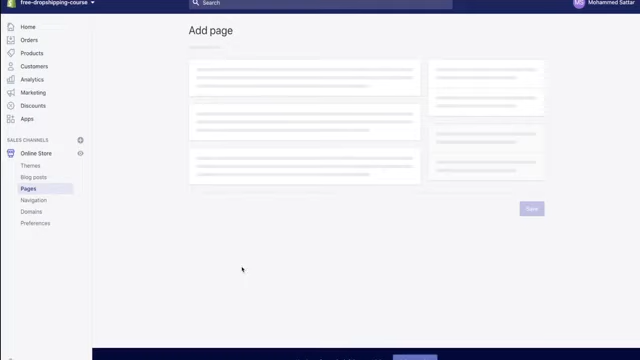 free-dropshipping-course
Search
MS
Mohammed Sattar
Home
Orders
Products
Customers
Analytics
Marketing
Discounts
Apps
SALES CHANNELS
Online Store
Themes
Blog posts
Pages
Navigation
Domains
Preferences
Add page
Save